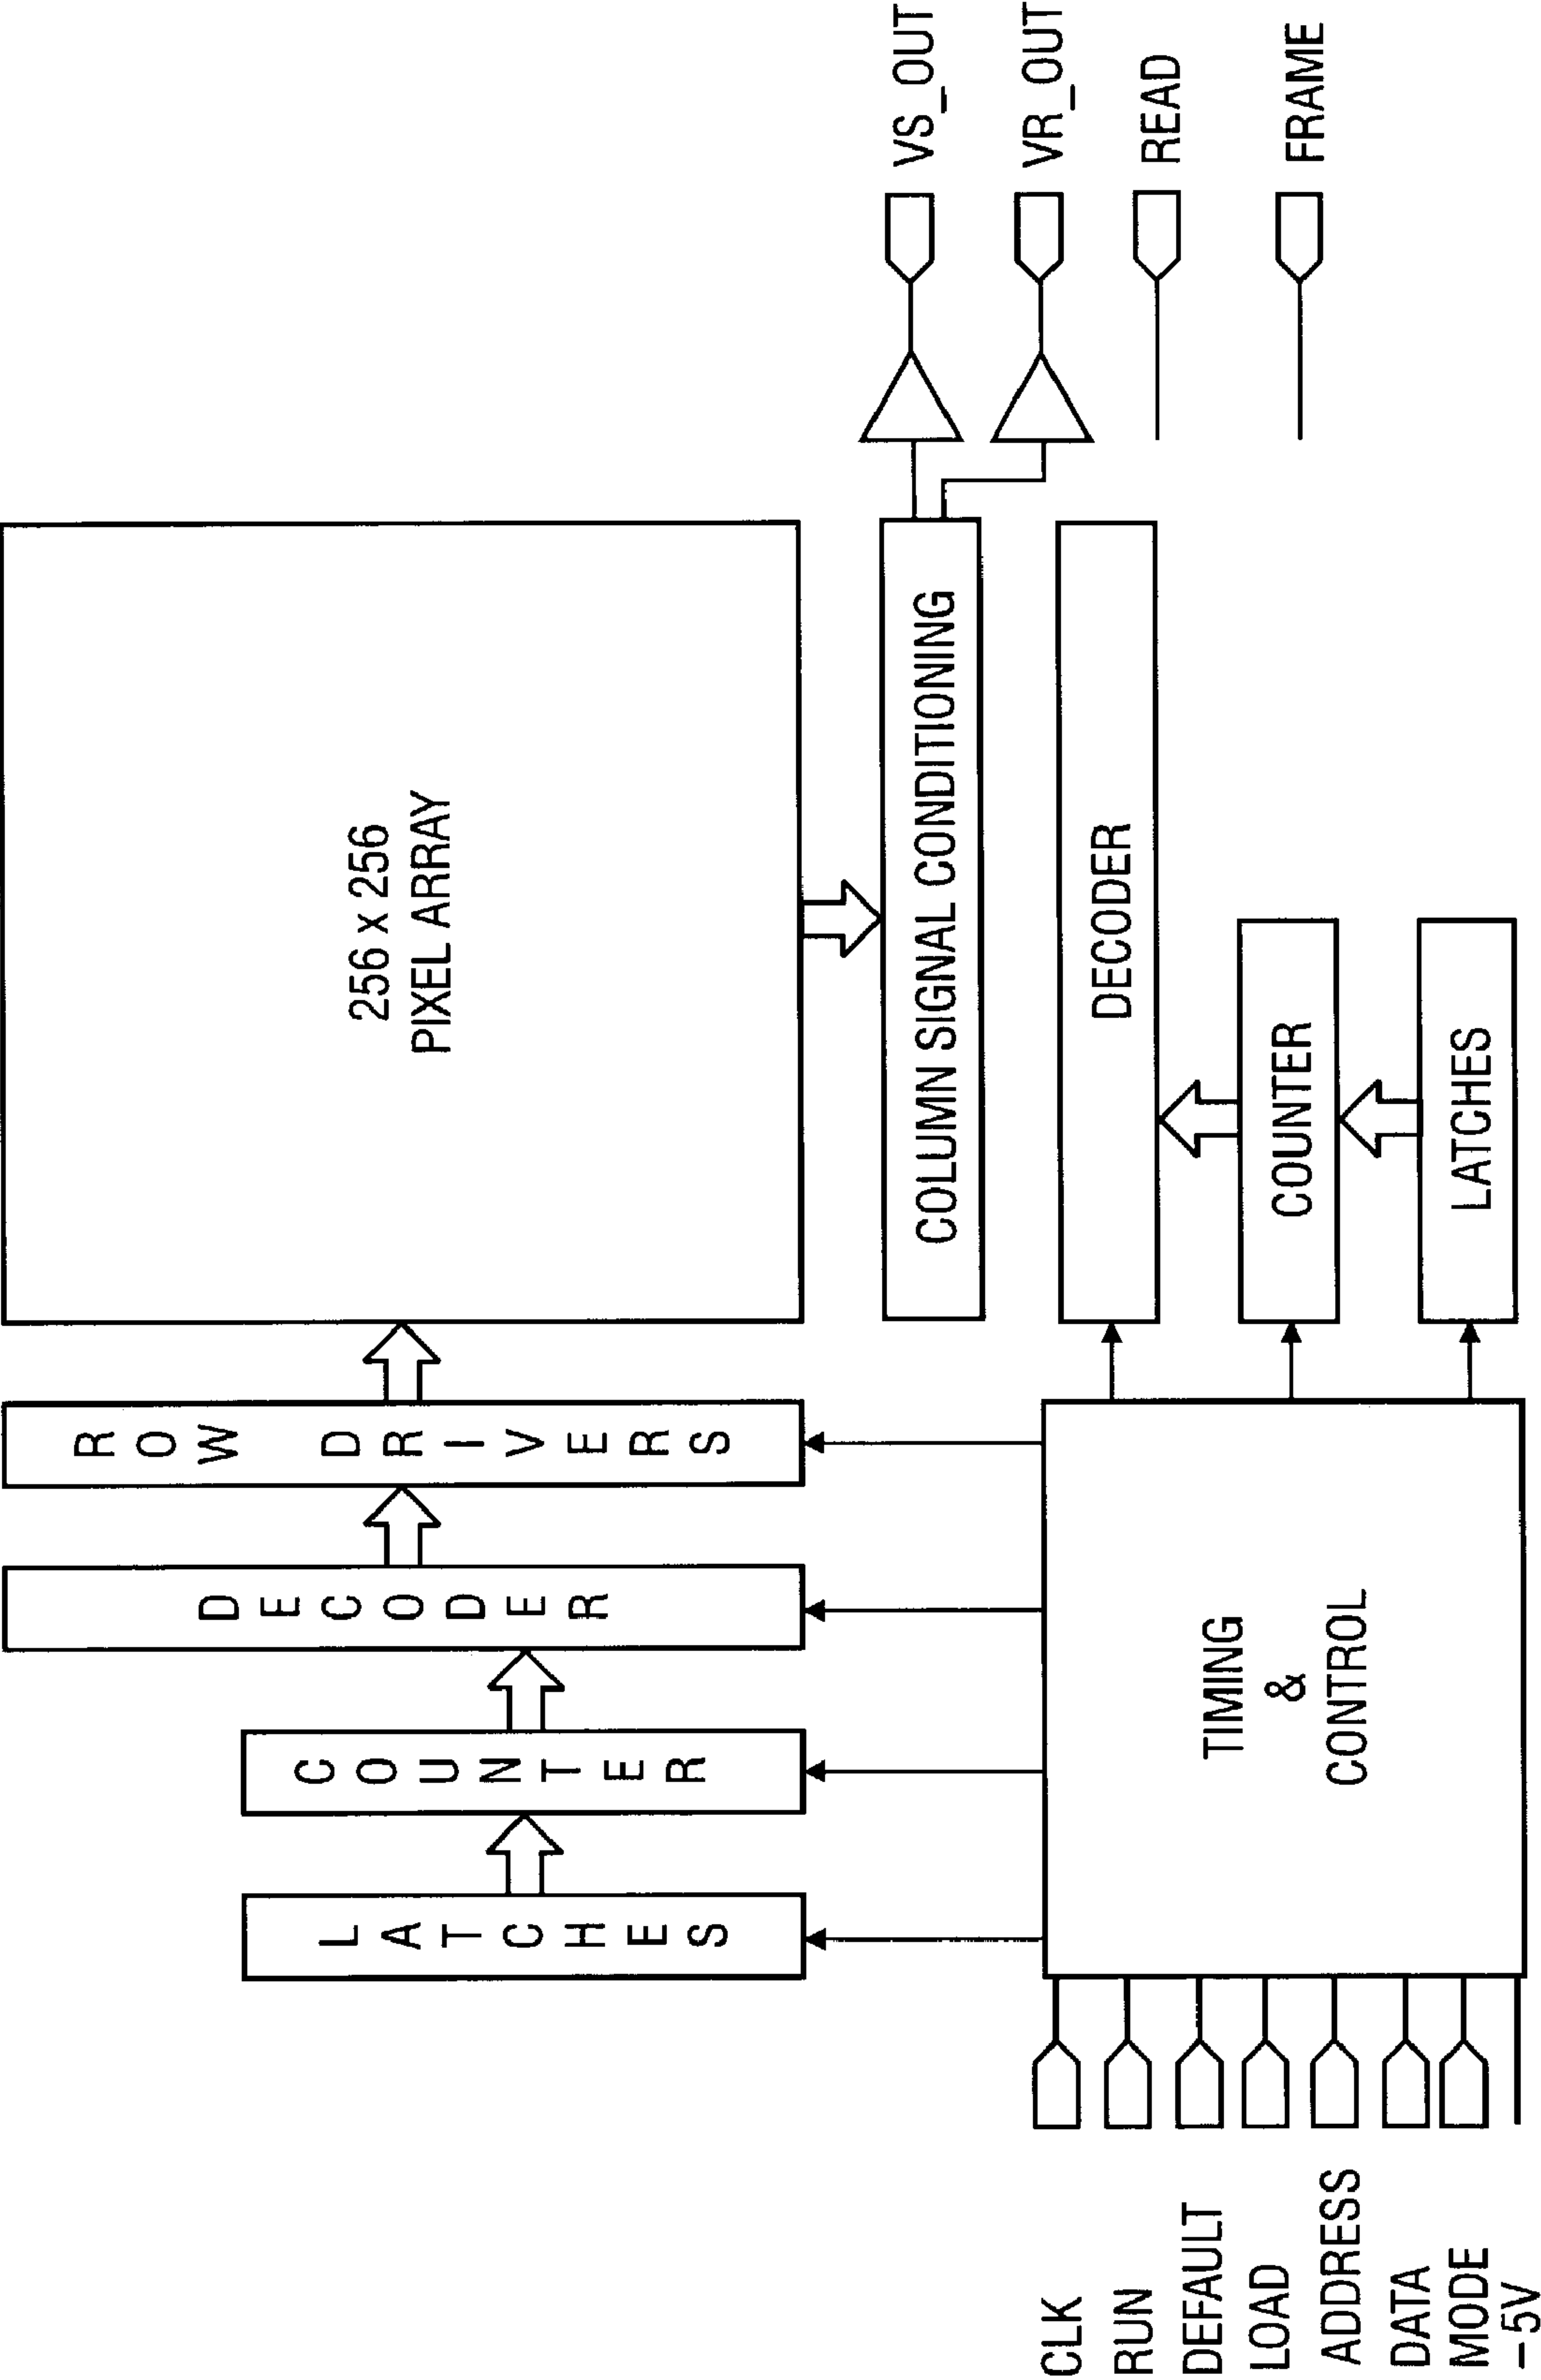 LATCHES
COUNTER
DECODER
ROW DRIVERS
256 x 256
PIXEL ARRAY
COLUMN SIGNAL CONDITIONING
VS_OUT
VR_OUT
READ
FRAME
DECODER
COUNTER
LATCHES
TIMING
&
CONTROL
CLK
RUN
DEFAULT
LOAD
ADDRESS
DATA
MODE
–5V